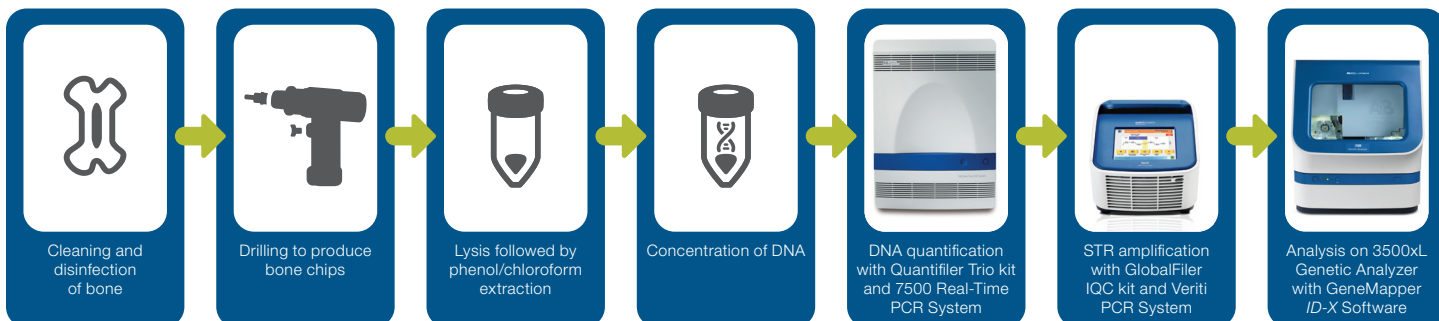 Cleaning and
disinfection
of bone
Drilling to produce
bone chips
Lysis followed by
phenol/chloroform
extraction
Concentration of DNA
DNA quantification
with Quantifiler Trio kit
and 7500 Real-Time
PCR System
STR amplification
with GlobalFiler
IQC kit and Veriti
PCR System
Analysis on 3500xL
Genetic Analyzer
with GeneMapper
ID-X Software